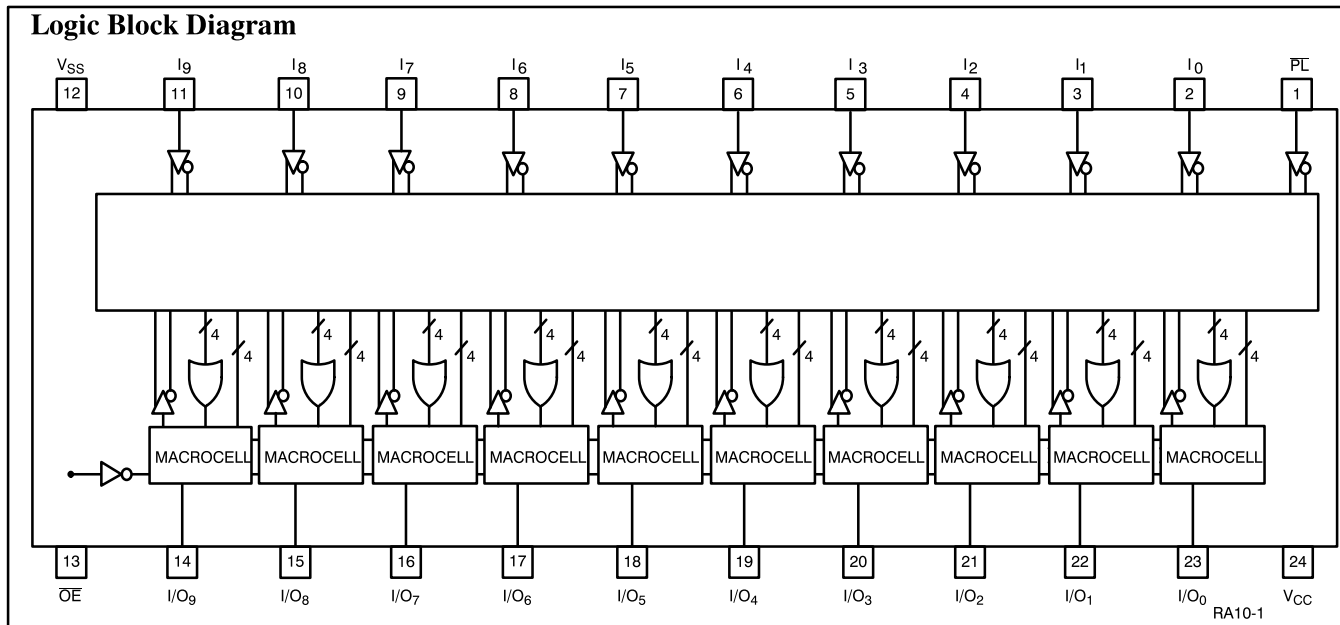 Logic Block Diagram
V_SS I_9 I_8 I_7 I_6 I_5 I_4 I_3 I_2 I_1 I_0 P̅L̅
12 11 10 9 8 7 6 5 4 3 2 1
4 4 4 4 4 4 4 4 4 4
4 4 4 4 4 4 4 4 4 4
MACROCELL MACROCELL MACROCELL MACROCELL MACROCELL MACROCELL MACROCELL MACROCELL MACROCELL MACROCELL
13 14 15 16 17 18 19 20 21 22 23 24
O̅E̅ I/O_9 I/O_8 I/O_7 I/O_6 I/O_5 I/O_4 I/O_3 I/O_2 I/O_1 I/O_0 V_CC
RA10-1